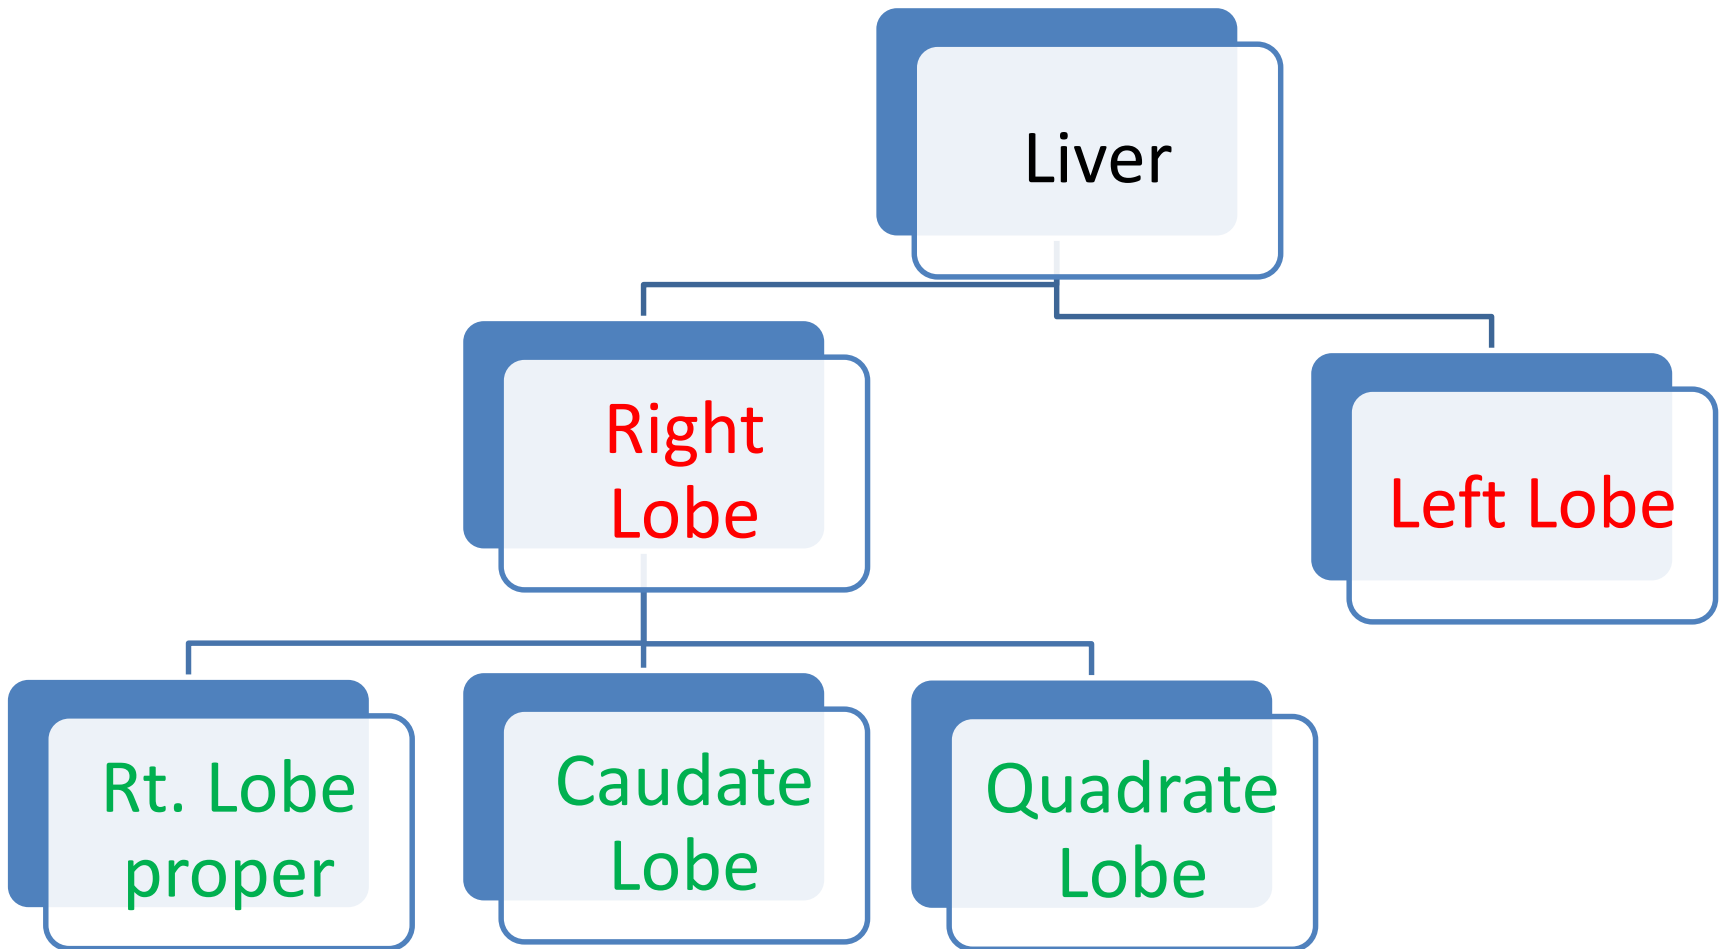 Liver
Right
Lobe
Left Lobe
Rt. Lobe
proper
Caudate
Lobe
Quadrate
Lobe